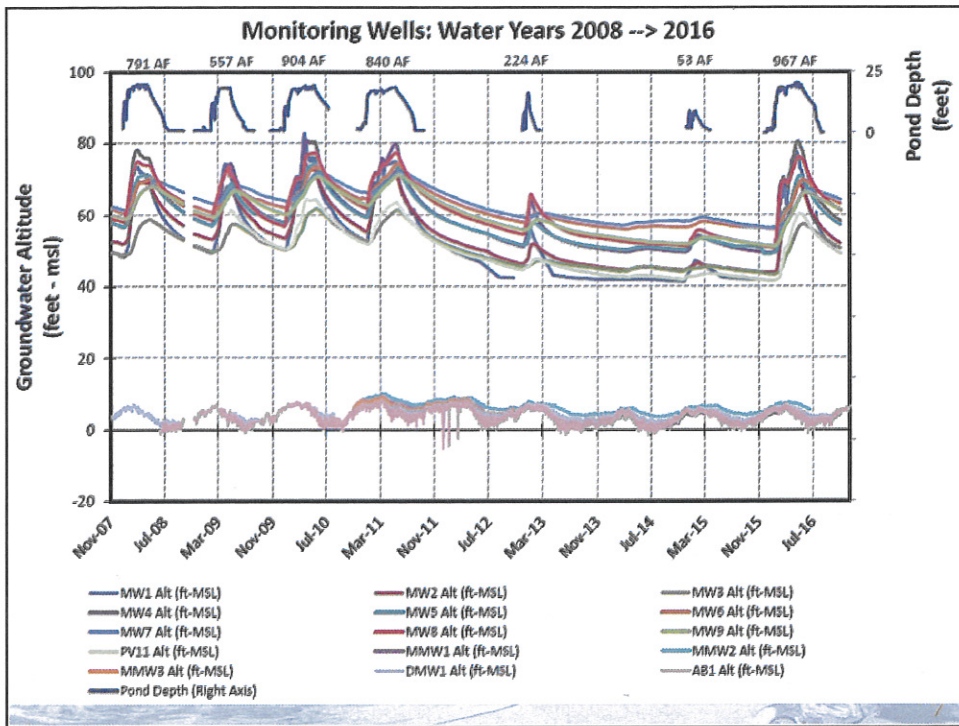 Monitoring Wells: Water Years 2008 --> 2016
791 AF 557 AF 904 AF 840 AF 224 AF 53 AF 967 AF
100
80
60
40
20
0
-20
Groundwater Altitude
(feet - msl)
25
0
Pond Depth
(feet)
Nov-07 Jul-08 Mar-09 Nov-09 Jul-10 Mar-11 Nov-11 Jul-12 Mar-13 Nov-13 Jul-14 Mar-15 Nov-15 Jul-16
MW1 Alt (ft-MSL) MW2 Alt (ft-MSL) MW3 Alt (ft-MSL)
MW4 Alt (ft-MSL) MW5 Alt (ft-MSL) MW6 Alt (ft-MSL)
MW7 Alt (ft-MSL) MW8 Alt (ft-MSL) MW9 Alt (ft-MSL)
PV11 Alt (ft-MSL) MMW1 Alt (ft-MSL) MMW2 Alt (ft-MSL)
MMW3 Alt (ft-MSL) DMW1 Alt (ft-MSL) AB1 Alt (ft-MSL)
Pond Depth (Right Axis)
7